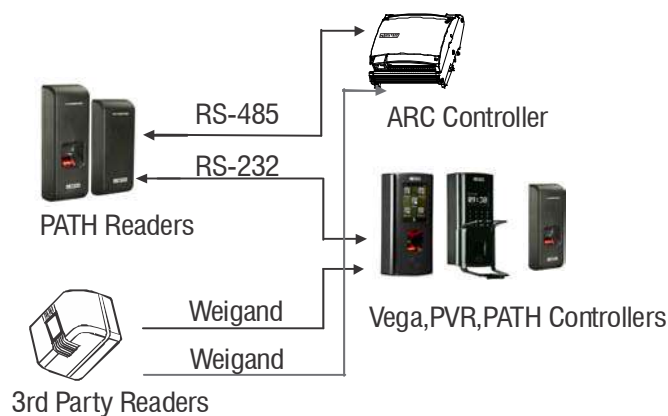 RS-485
ARC Controller
RS-232
PATH Readers
Weigand
Vega,PVR,PATH Controllers
Weigand
3rd Party Readers